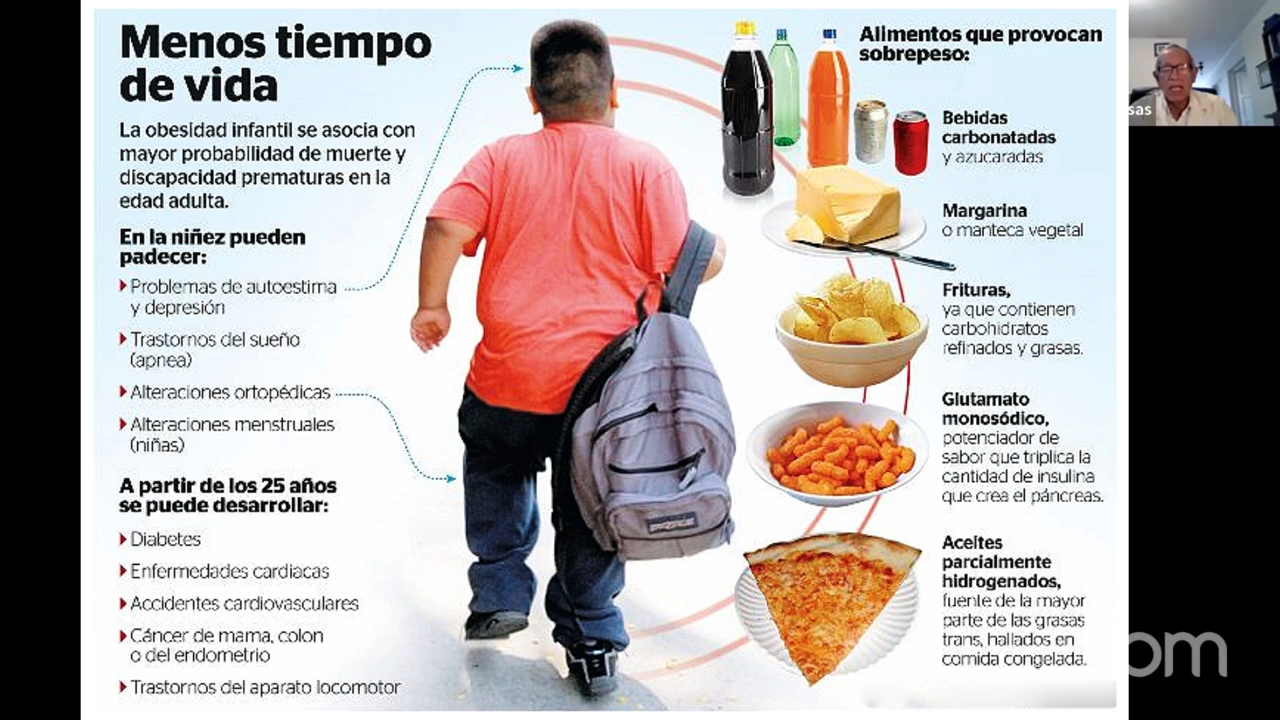 Menos tiempo
de vida
La obesidad infantil se asocia con
mayor probabilidad de muerte y
discapacidad prematuras en la
edad adulta.
En la niñez pueden
padecer:
Problemas de autoestima
y depresión
Trastornos del sueño
(apnea)
Alteraciones ortopédicas
Alteraciones menstruales
(niñas)
A partir de los 25 años
se puede desarrollar:
Diabetes
Enfermedades cardiacas
Accidentes cardiovasculares
Cáncer de mama, colon
o del endometrio
Trastornos del aparato locomotor
Alimentos que provocan
sobrepeso:
Bebidas
carbonatadas
y azucaradas
Margarina
o manteca vegetal
Frituras,
ya que contienen
carbohidratos
refinados y grasas.
Glutamato
monosódico,
potenciador de
sabor que triplica la
cantidad de insulina
que crea el páncreas.
Aceites
parcialmente
hidrogenados,
fuente de la mayor
parte de las grasas
trans, hallados en
comida congelada.
sas
om